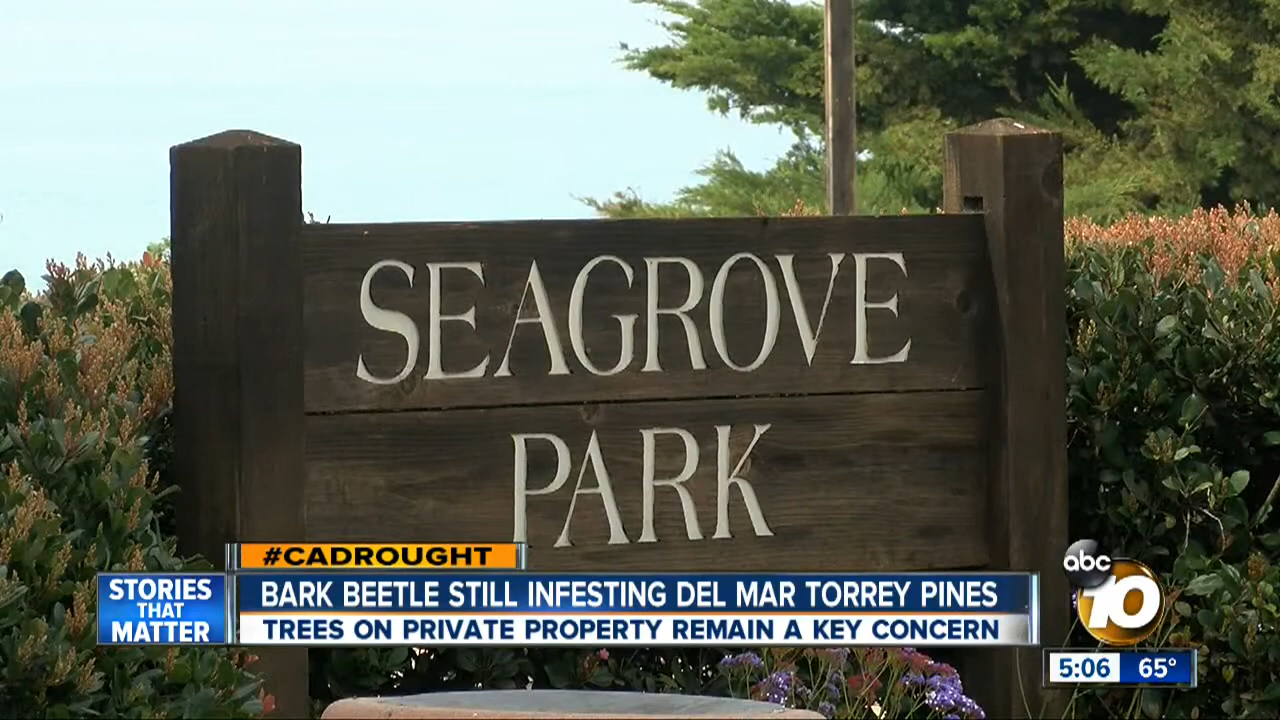 SEAGROVE
PARK
#CADROUGHT
STORIES
THAT
MATTER
BARK BEETLE STILL INFESTING DEL MAR TORREY PINES
TREES ON PRIVATE PROPERTY REMAIN A KEY CONCERN
abc
10
5:06 65°